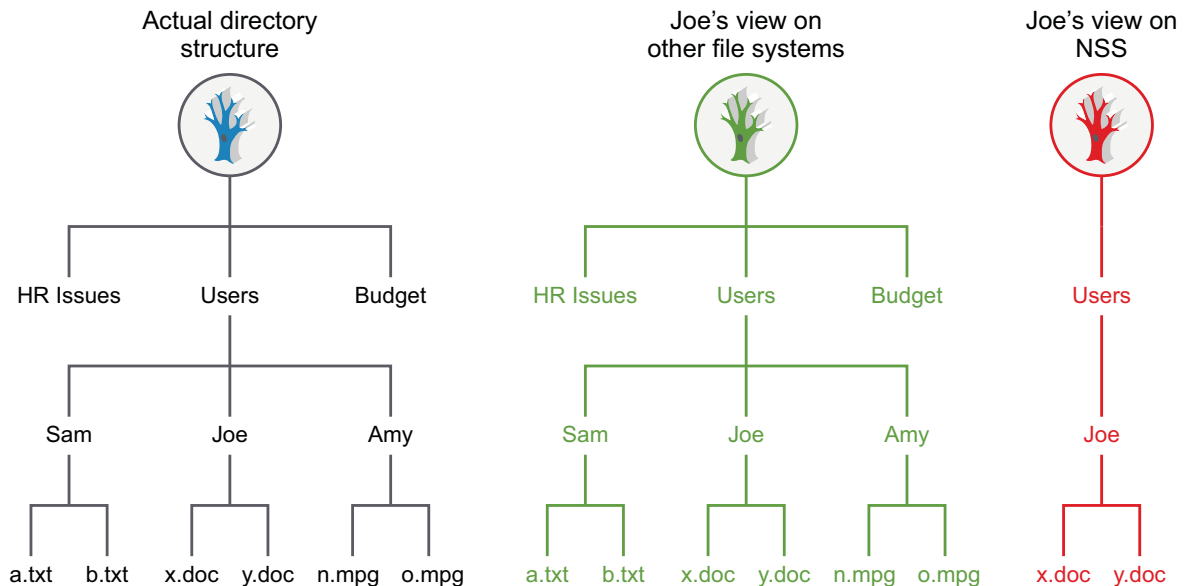 Actual directory
structure
Joe's view on
other file systems
Joe's view on
NSS
HR Issues
Users
Budget
HR Issues
Users
Budget
Users
Sam
Joe
Amy
Sam
Joe
Amy
Joe
a.txt
b.txt
x.doc
y.doc
n.mpg
o.mpg
a.txt
b.txt
x.doc
y.doc
n.mpg
o.mpg
x.doc
y.doc